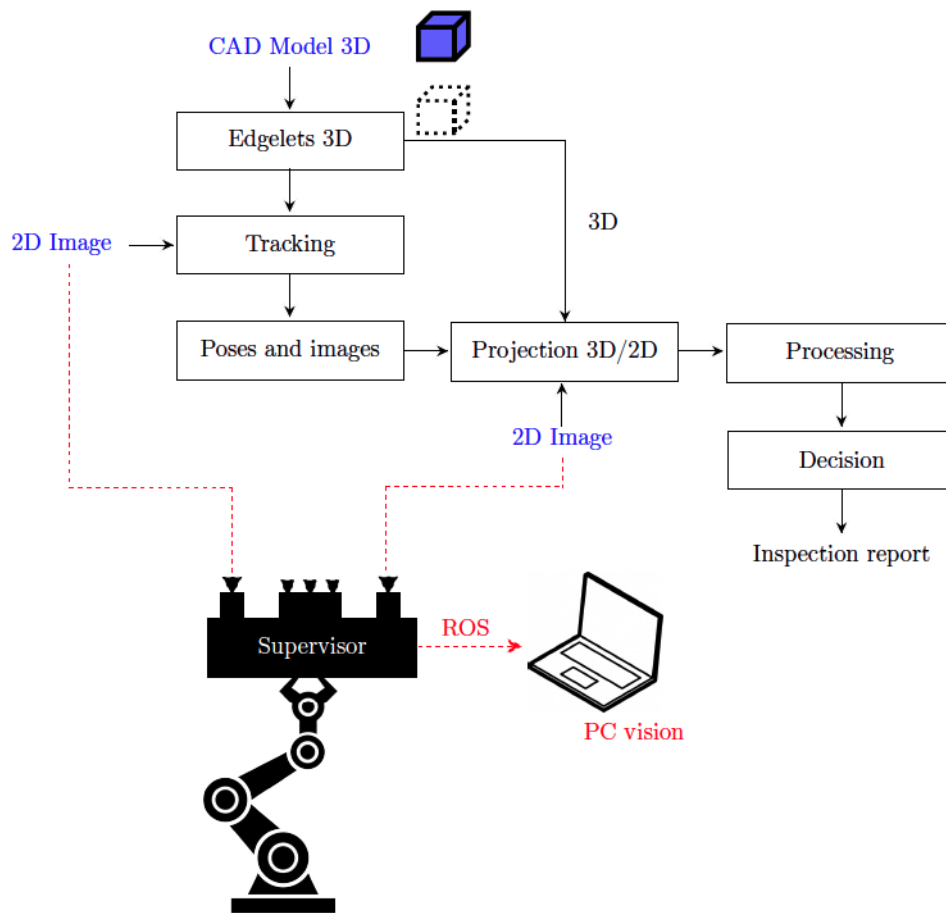 CAD Model 3D
Edgelets 3D
3D
2D Image
Tracking
Poses and images
Projection 3D/2D
Processing
2D Image
Decision
Inspection report
Supervisor
ROS
PC vision